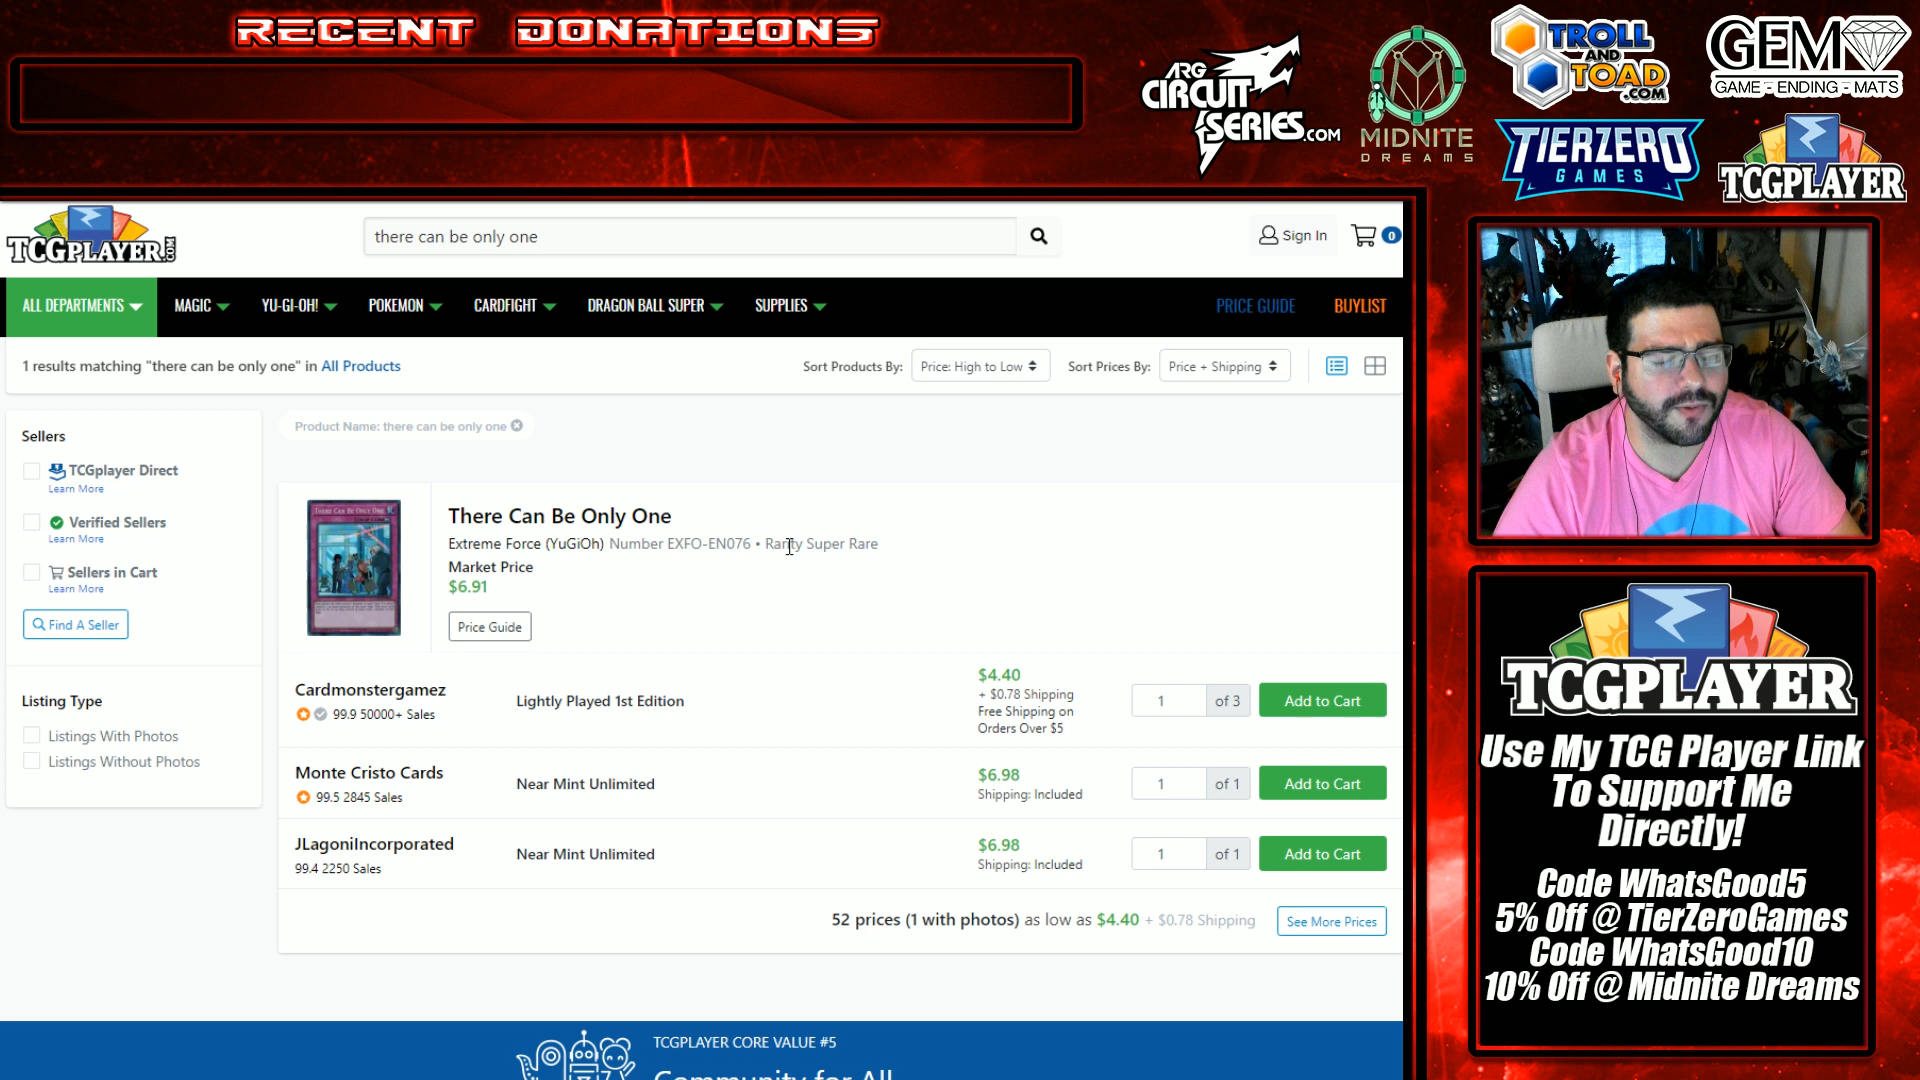 RECENT DONATIONS
ARG
CIRCUIT
SERIES.COM
MIDNITE
DREAMS
TROLL
AND
TOAD
.COM
GEM
GAME - ENDING - MATS
TIERZERO
GAMES
TCGPLAYER
TCGPLAYER.COM
there can be only one
Sign In
0
ALL DEPARTMENTS
MAGIC
YU-GI-OH!
POKEMON
CARDFIGHT
DRAGON BALL SUPER
SUPPLIES
PRICE GUIDE
BUYLIST
1 results matching "there can be only one" in All Products
Sort Products By:
Price: High to Low
Sort Prices By:
Price + Shipping
Sellers
TCGplayer Direct
Learn More
Verified Sellers
Learn More
Sellers in Cart
Learn More
Find A Seller
Listing Type
Listings With Photos
Listings Without Photos
Product Name: there can be only one
THERE CAN BE ONLY ONE
There Can Be Only One
Extreme Force (YuGiOh) Number EXFO-EN076 • Rarity Super Rare
Market Price
$6.91
Price Guide
Cardmonstergamez
99.9 50000+ Sales
Lightly Played 1st Edition
$4.40
+ $0.78 Shipping
Free Shipping on
Orders Over $5
1
of 3
Add to Cart
Monte Cristo Cards
99.5 2845 Sales
Near Mint Unlimited
$6.98
Shipping: Included
1
of 1
Add to Cart
JLagoniIncorporated
99.4 2250 Sales
Near Mint Unlimited
$6.98
Shipping: Included
1
of 1
Add to Cart
52 prices (1 with photos) as low as $4.40 + $0.78 Shipping
See More Prices
TCGPLAYER CORE VALUE #5
Community for All
TCGPLAYER
Use My TCG Player Link
To Support Me
Directly!
Code WhatsGood5
5% Off @ TierZeroGames
Code WhatsGood10
10% Off @ Midnite Dreams